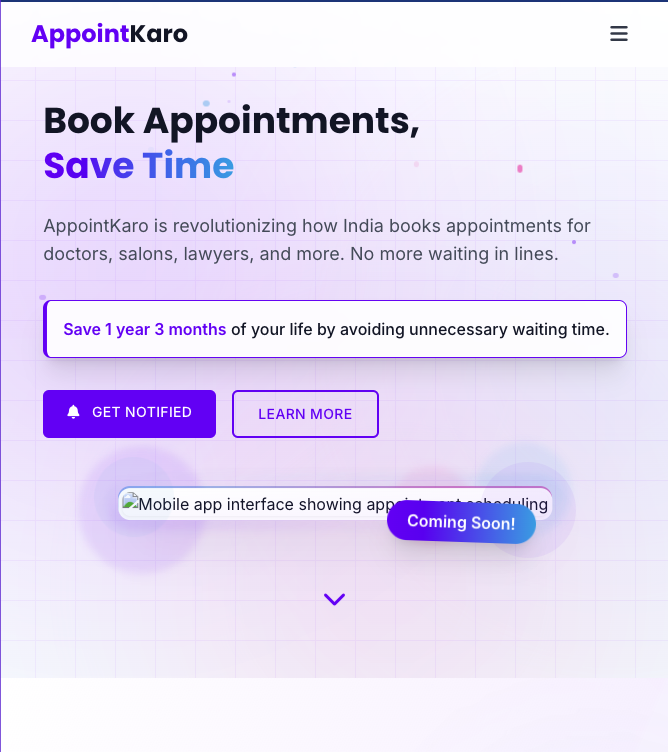 AppointKaro
Book Appointments,
Save Time
AppointKaro is revolutionizing how India books appointments for
doctors, salons, lawyers, and more. No more waiting in lines.
Save 1 year 3 months of your life by avoiding unnecessary waiting time.
GET NOTIFIED
LEARN MORE
Mobile app interface showing appointment scheduling
Coming Soon!